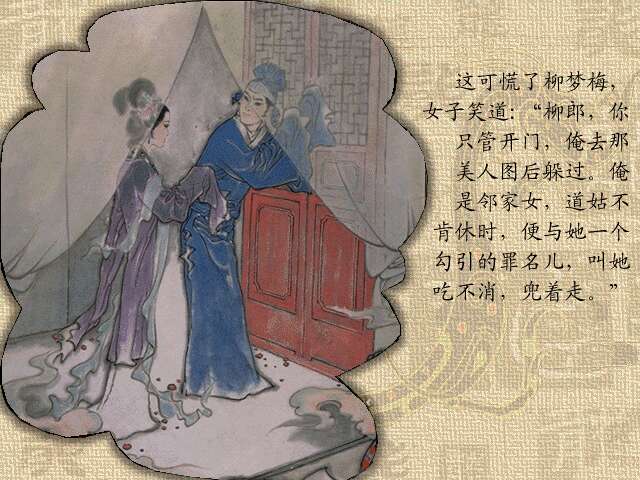 这可慌了柳梦梅，
女子笑道：“柳郎，你
只管开门，俺去那
美人图后躲过。俺
是邻家女，道姑不
肯休时，便与她一个
勾引的罪名儿，叫她
吃不消，兜着走。”